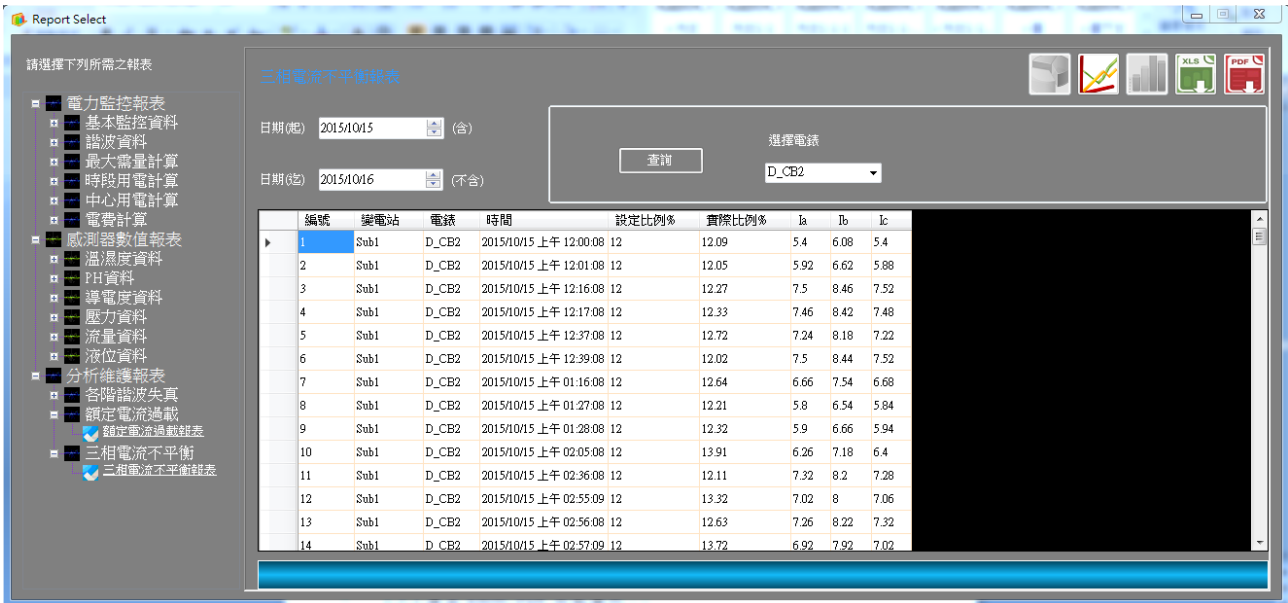 Report Select
請選擇下列所需之報表
電力監控報表
基本監控資料
諧波資料
最大需量計算
時段用電計算
中心用電計算
電費計算
感測器數值報表
溫濕度資料
PH資料
導電度資料
壓力資料
流量資料
液位資料
分析維護報表
各階諧波失真
額定電流過載
額定電流過載報表
三相電流不平衡
三相電流不平衡報表
三相電流不平衡報表
XLS
PDF
日期(起) 2015/10/15 (含)
日期(迄) 2015/10/16 (不含)
查詢
選擇電錶
D_CB2
編號 變電站 電錶 時間 設定比例% 實際比例% Ia Ib Ic
1 Sub1 D_CB2 2015/10/15 上午 12:00:08 12 12.09 5.4 6.08 5.4
2 Sub1 D_CB2 2015/10/15 上午 12:01:08 12 12.05 5.92 6.62 5.88
3 Sub1 D_CB2 2015/10/15 上午 12:16:08 12 12.27 7.5 8.46 7.52
4 Sub1 D_CB2 2015/10/15 上午 12:17:08 12 12.33 7.46 8.42 7.48
5 Sub1 D_CB2 2015/10/15 上午 12:37:08 12 12.72 7.24 8.18 7.22
6 Sub1 D_CB2 2015/10/15 上午 12:39:08 12 12.02 7.5 8.44 7.52
7 Sub1 D_CB2 2015/10/15 上午 01:16:08 12 12.64 6.66 7.54 6.68
8 Sub1 D_CB2 2015/10/15 上午 01:27:08 12 12.21 5.8 6.54 5.84
9 Sub1 D_CB2 2015/10/15 上午 01:28:08 12 12.32 5.9 6.66 5.94
10 Sub1 D_CB2 2015/10/15 上午 02:05:08 12 13.91 6.26 7.18 6.4
11 Sub1 D_CB2 2015/10/15 上午 02:36:08 12 12.11 7.32 8.2 7.28
12 Sub1 D_CB2 2015/10/15 上午 02:55:09 12 13.32 7.02 8 7.06
13 Sub1 D_CB2 2015/10/15 上午 02:56:08 12 12.63 7.26 8.22 7.32
14 Sub1 D_CB2 2015/10/15 上午 02:57:09 12 13.72 6.92 7.92 7.02